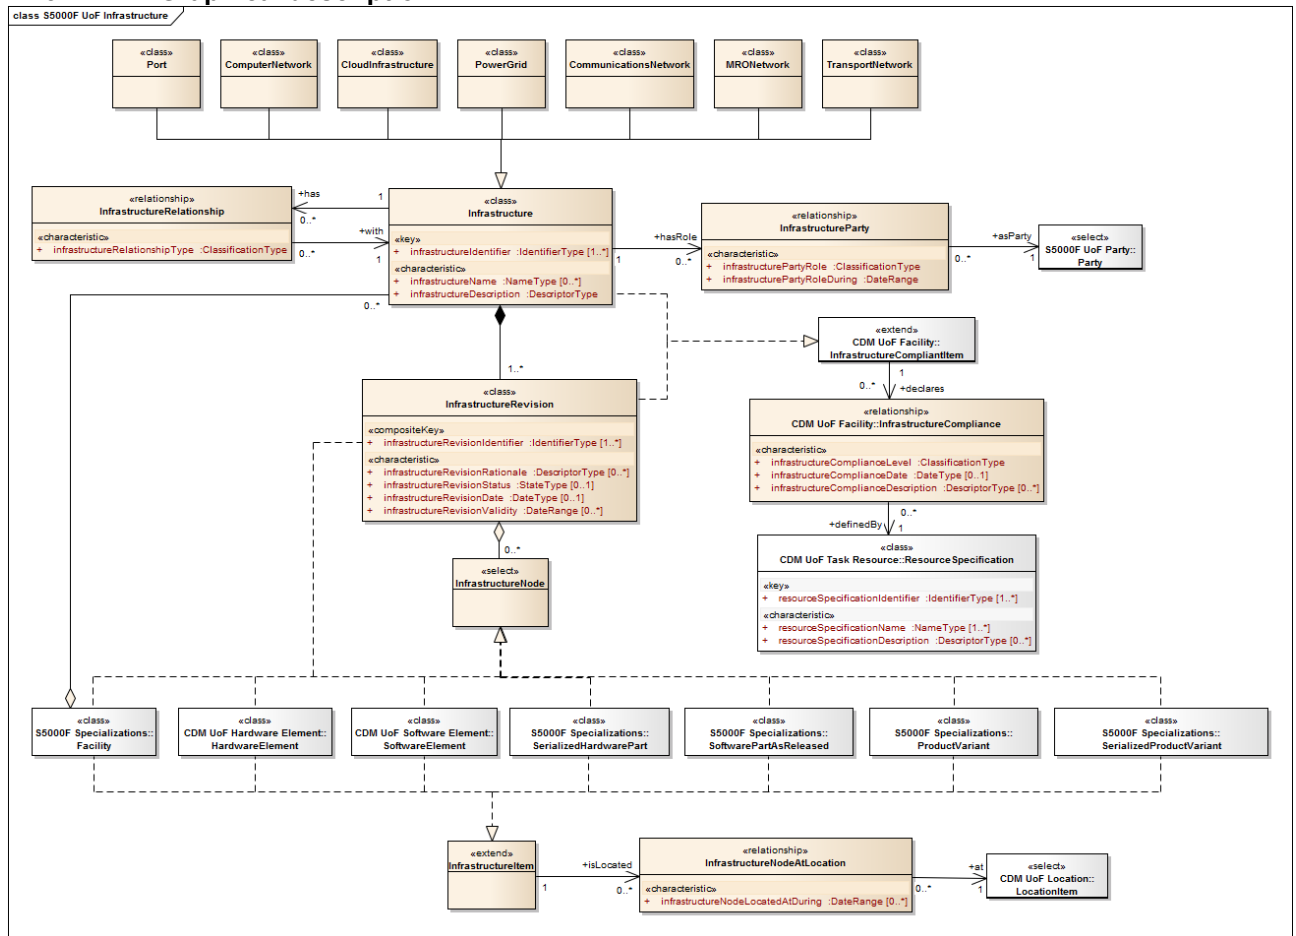 class S5000F UoF Infrastructure
«class»
Port
«class»
ComputerNetwork
«class»
CloudInfrastructure
«class»
PowerGrid
«class»
CommunicationsNetwork
«class»
MRONetwork
«class»
TransportNetwork
«relationship»
InfrastructureRelationship
«characteristic»
+ infrastructureRelationshipType :ClassificationType
+has
1
0..*
+with
0..*
1
«class»
Infrastructure
«key»
+ infrastructureIdentifier :IdentifierType [1..*]
«characteristic»
+ infrastructureName :NameType [0..*]
+ infrastructureDescription :DescriptorType
+hasRole
1
0..*
«relationship»
InfrastructureParty
«characteristic»
+ infrastructurePartyRole :ClassificationType
+ infrastructurePartyRoleDuring :DateRange
+asParty
0..*
1
«select»
S5000F UoF Party::
Party
0..*
1..*
«extend»
CDM UoF Facility::
InfrastructureCompliantItem
1
0..*
+declares
«class»
InfrastructureRevision
«compositeKey»
+ infrastructureRevisionIdentifier :IdentifierType [1..*]
«characteristic»
+ infrastructureRevisionRationale :DescriptorType [0..*]
+ infrastructureRevisionStatus :StateType [0..1]
+ infrastructureRevisionDate :DateType [0..1]
+ infrastructureRevisionValidity :DateRange [0..*]
«relationship»
CDM UoF Facility::InfrastructureCompliance
«characteristic»
+ infrastructureComplianceLevel :ClassificationType
+ infrastructureComplianceDate :DateType [0..1]
+ infrastructureComplianceDescription :DescriptorType [0..*]
0..*
+definedBy
1
0..*
«select»
InfrastructureNode
«class»
CDM UoF Task Resource::ResourceSpecification
«key»
+ resourceSpecificationIdentifier :IdentifierType [1..*]
«characteristic»
+ resourceSpecificationName :NameType [1..*]
+ resourceSpecificationDescription :DescriptorType [0..*]
«class»
S5000F Specializations::
Facility
«class»
CDM UoF Hardware Element::
HardwareElement
«class»
CDM UoF Software Element::
SoftwareElement
«class»
S5000F Specializations::
SerializedHardwarePart
«class»
S5000F Specializations::
SoftwarePartAsReleased
«class»
S5000F Specializations::
ProductVariant
«class»
S5000F Specializations::
SerializedProductVariant
«extend»
InfrastructureItem
+isLocated
1
0..*
«relationship»
InfrastructureNodeAtLocation
«characteristic»
+ infrastructureNodeLocatedAtDuring :DateRange [0..*]
+at
0..*
1
«select»
CDM UoF Location::
LocationItem